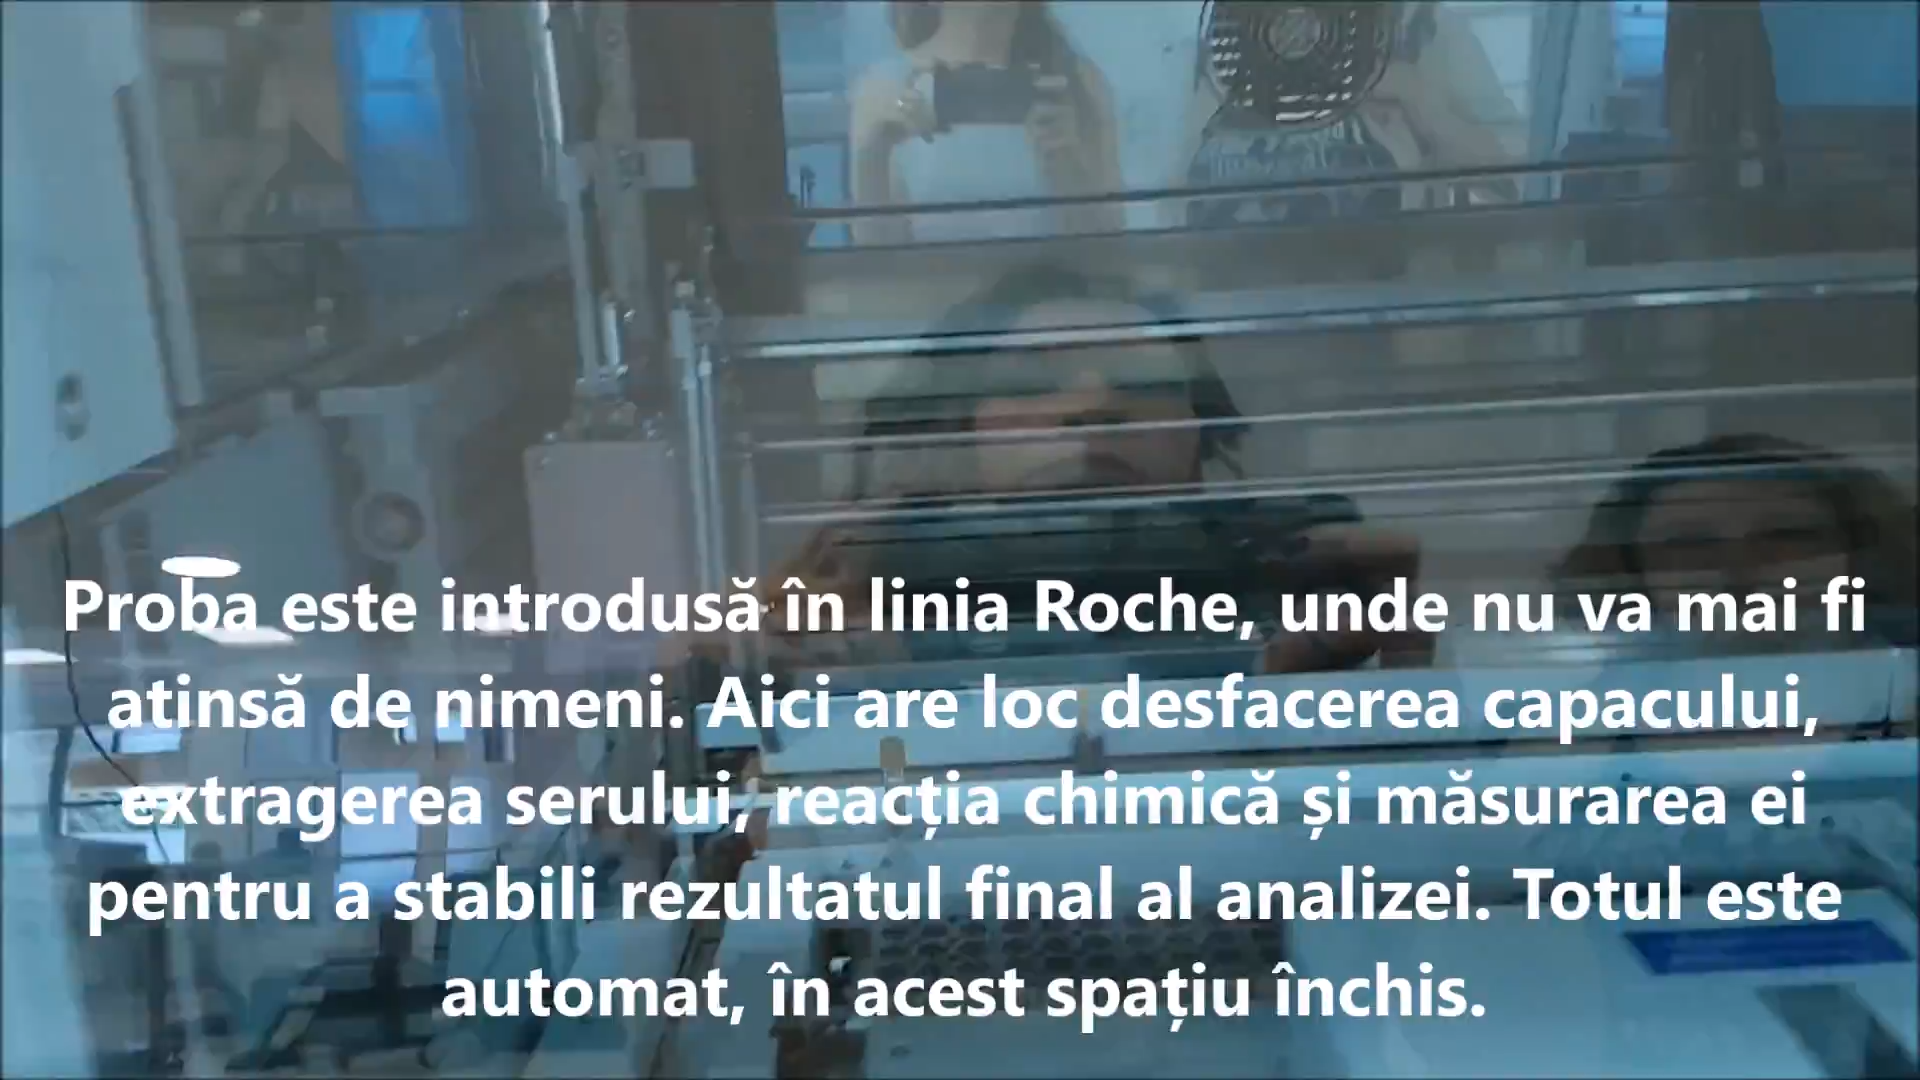 Proba este introdusă în linia Roche, unde nu va mai fi
atinsă de nimeni. Aici are loc desfacerea capacului,
extragerea serului, reacția chimică și măsurarea ei
pentru a stabili rezultatul final al analizei. Totul este
automat, în acest spațiu închis.